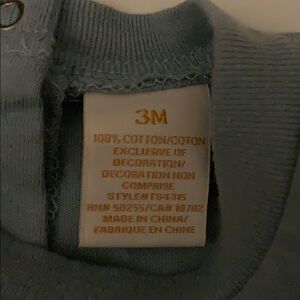 3M
100% COTTON/COTON
EXCLUSIVE OF
DECORATION/
DECORATION NON
COMPRISE
STYLE# T64316
RN# 50255/CA# 18702
MADE IN CHINA/
FABRIQUE EN CHINE